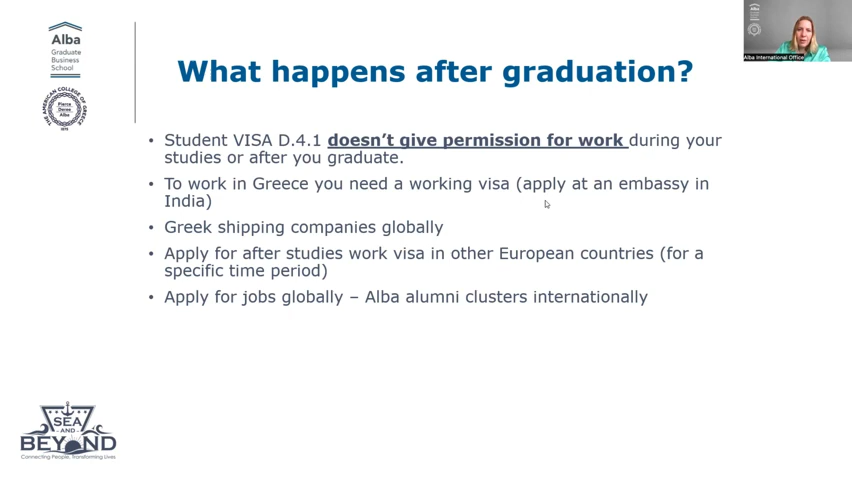 Alba
Graduate
Business
School
THE AMERICAN COLLEGE OF GREECE
Pierce
Deree
Alba
1875
What happens after graduation?
Alba International Office
• Student VISA D.4.1 doesn’t give permission for work during your
studies or after you graduate.
• To work in Greece you need a working visa (apply at an embassy in
India)
• Greek shipping companies globally
• Apply for after studies work visa in other European countries (for a
specific time period)
• Apply for jobs globally – Alba alumni clusters internationally
SEA
AND
BEYOND
Connecting People, Transforming Lives